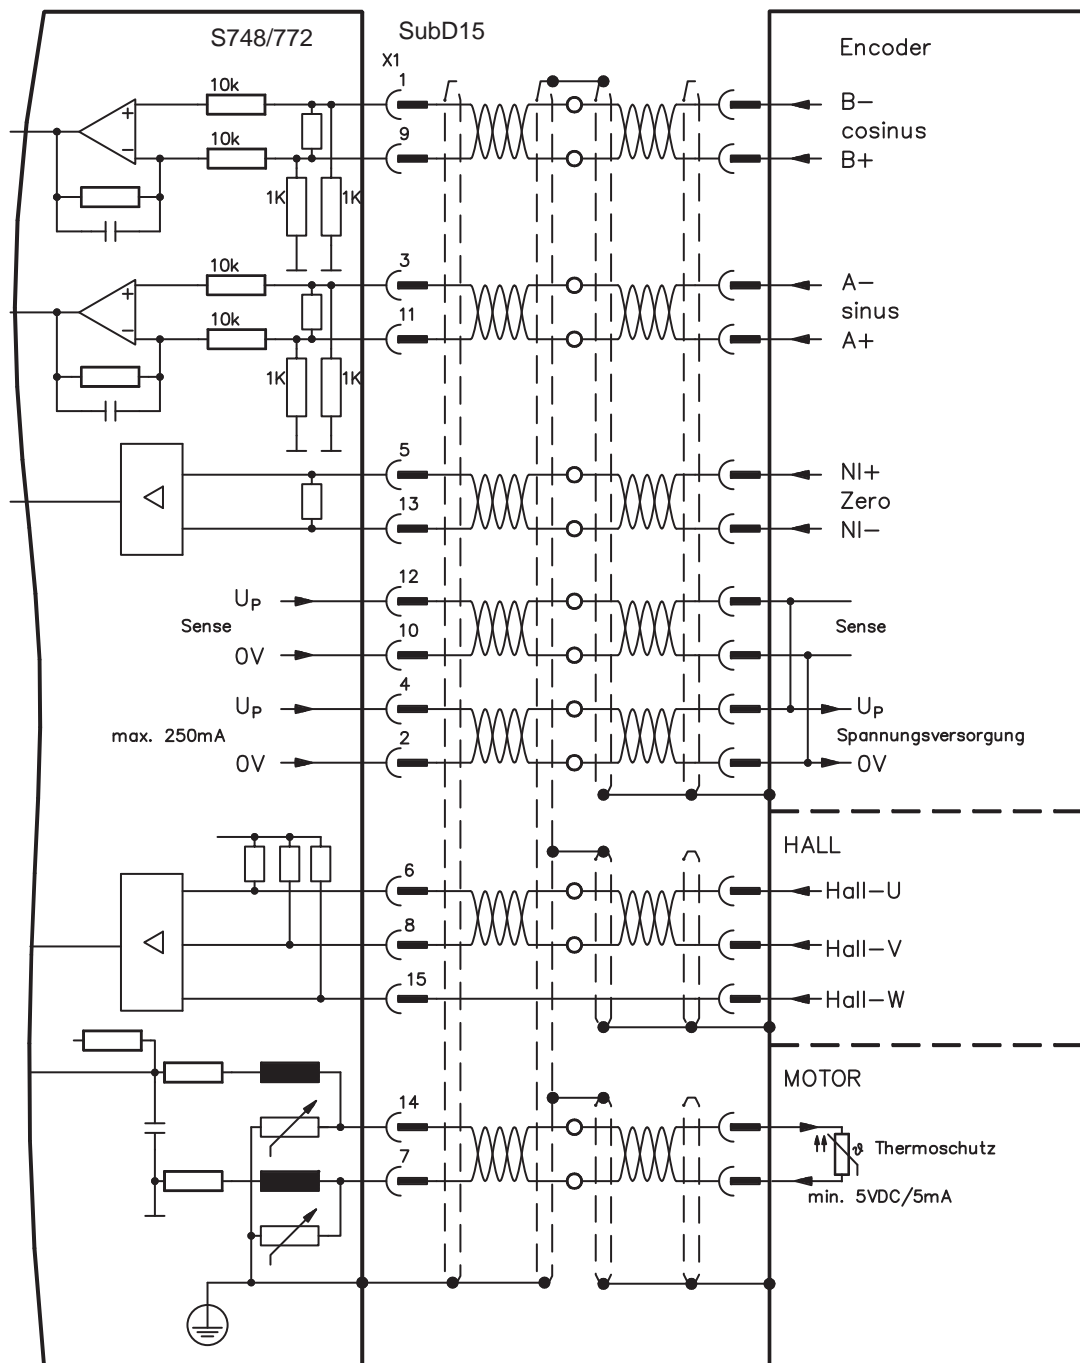 S748/772
SubD15
X1
Encoder
10k
1
B−
cosinus
10k
9
B+
1K
1K
10k
3
A−
sinus
10k
11
A+
1K
1K
5
NI+
Zero
13
NI−
UP
12
Sense
Sense
0V
10
UP
4
UP
max. 250mA
Spannungsversorgung
0V
2
0V
HALL
6
Hall−U
8
Hall−V
15
Hall−W
MOTOR
14
ϑ Thermoschutz
7
min. 5VDC/5mA